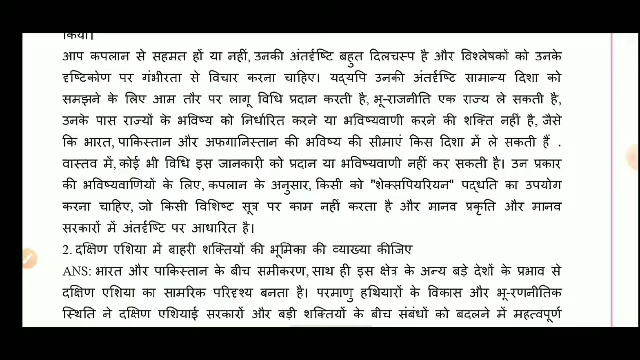 किया।
आप कपलान से सहमत हों या नहीं, उनकी अंतर्दृष्टि बहुत दिलचस्प है और विश्लेषकों को उनके
दृष्टिकोण पर गंभीरता से विचार करना चाहिए। यद्यपि उनकी अंतर्दृष्टि सामान्य दिशा को
समझने के लिए आम तौर पर लागू विधि प्रदान करती है, भू-राजनीति एक राज्य ले सकती है,
उनके पास राज्यों के भविष्य को निर्धारित करने या भविष्यवाणी करने की शक्ति नहीं है, जैसे
कि भारत, पाकिस्तान और अफगानिस्तान की भविष्य की सीमाएं किस दिशा में ले सकती हैं .
वास्तव में, कोई भी विधि इस जानकारी को प्रदान या भविष्यवाणी नहीं कर सकती है। उन प्रकार
की भविष्यवाणियों के लिए, कपलान के अनुसार, किसी को "शेक्सपियरियन" पद्धति का उपयोग
करना चाहिए, जो किसी विशिष्ट सूत्र पर काम नहीं करता है और मानव प्रकृति और मानव
सरकारों में अंतर्दृष्टि पर आधारित है।
2. दक्षिण एशिया में बाहरी शक्तियों की भूमिका की व्याख्या कीजिए
ANS: भारत और पाकिस्तान के बीच समीकरण, साथ ही इस क्षेत्र के अन्य बड़े देशों के प्रभाव से
दक्षिण एशिया का सामरिक परिदृश्य बनता है। परमाणु हथियारों के विकास और भू-रणनीतिक
स्थिति ने दक्षिण एशियाई सरकारों और बड़ी शक्तियों के बीच संबंधों को बदलने में महत्वपूर्ण